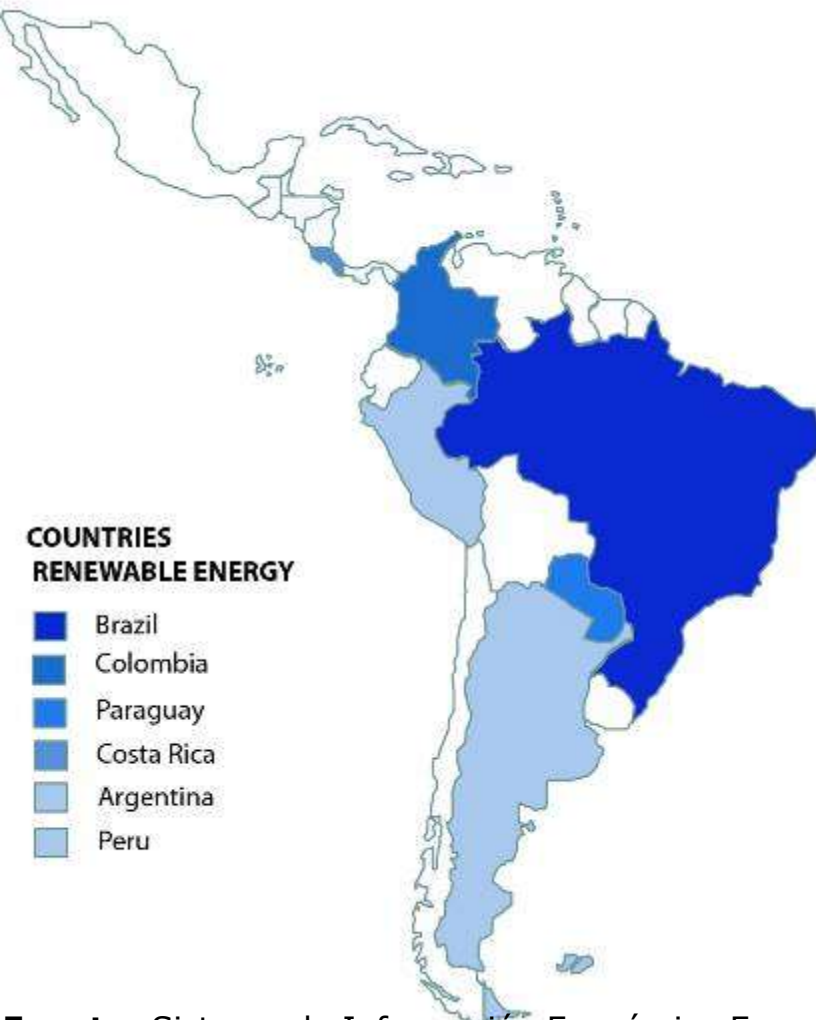 COUNTRIES
RENEWABLE ENERGY
Brazil
Colombia
Paraguay
Costa Rica
Argentina
Peru